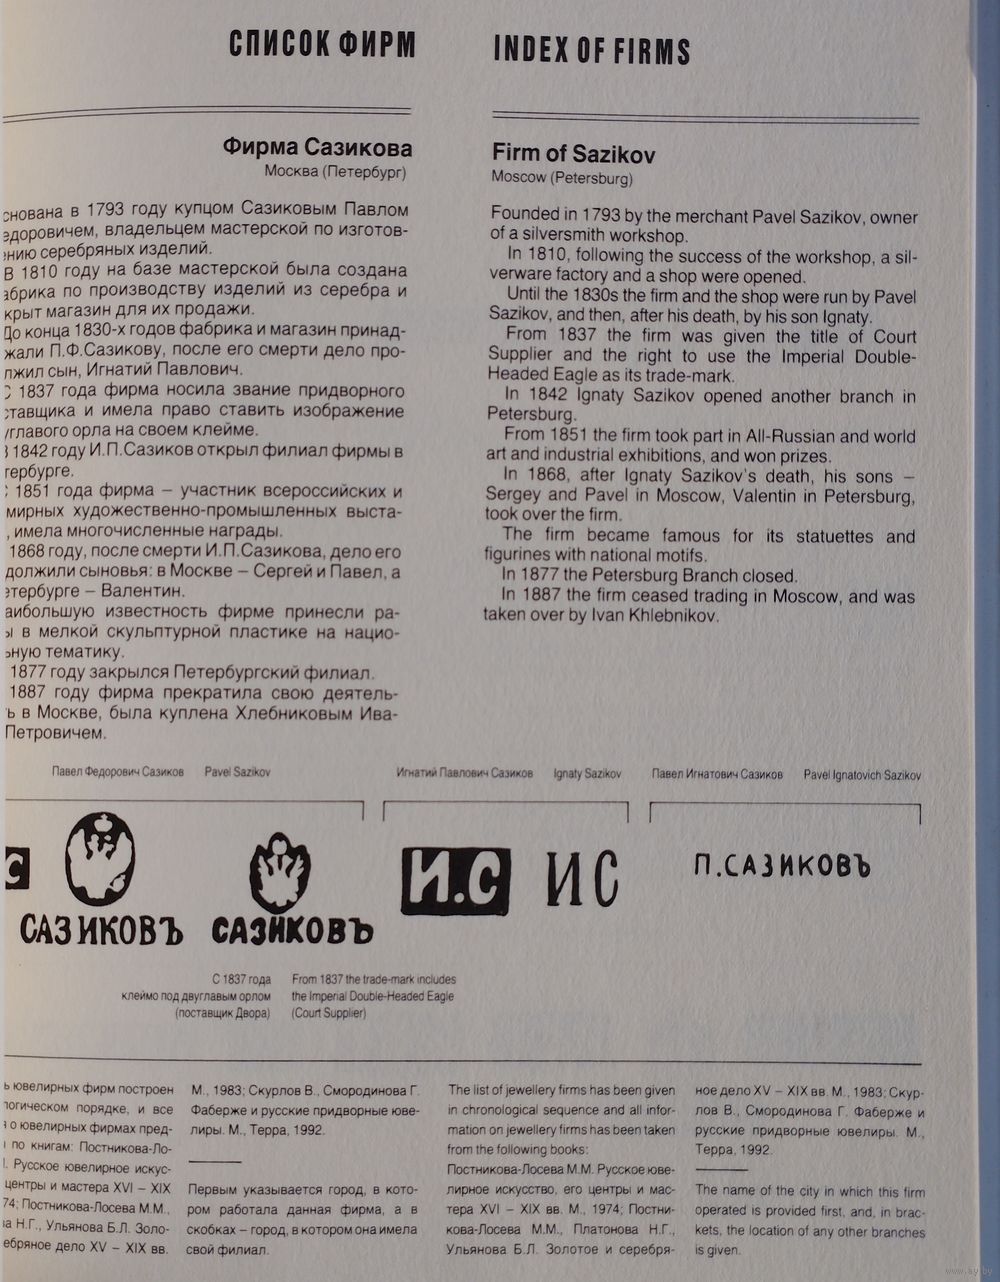 СПИСОК ФИРМ
INDEX OF FIRMS
Фирма Сазикова
Москва (Петербург)
снована в 1793 году купцом Сазиковым Павлом
едоровичем, владельцем мастерской по изготов-
ению серебряных изделий.
В 1810 году на базе мастерской была создана
абрика по производству изделий из серебра и
крыт магазин для их продажи.
До конца 1830-х годов фабрика и магазин принад-
жали П.Ф.Сазикову, после его смерти дело про-
лжил сын, Игнатий Павлович.
С 1837 года фирма носила звание придворного
ставщика и имела право ставить изображение
углавого орла на своем клейме.
В 1842 году И.П.Сазиков открыл филиал фирмы в
тербурге.
С 1851 года фирма – участник всероссийских и
мирных художественно-промышленных выста-
, имела многочисленные награды.
1868 году, после смерти И.П.Сазикова, дело его
должили сыновья: в Москве – Сергей и Павел, а
етербурге – Валентин.
аибольшую известность фирме принесли ра-
ы в мелкой скульптурной пластике на нацио-
ьную тематику.
1877 году закрылся Петербургский филиал.
1887 году фирма прекратила свою деятель-
ь в Москве, была куплена Хлебниковым Ива-
Петровичем.
Firm of Sazikov
Moscow (Petersburg)
Founded in 1793 by the merchant Pavel Sazikov, owner
of a silversmith workshop.
In 1810, following the success of the workshop, a sil-
verware factory and a shop were opened.
Until the 1830s the firm and the shop were run by Pavel
Sazikov, and then, after his death, by his son Ignaty.
From 1837 the firm was given the title of Court
Supplier and the right to use the Imperial Double-
Headed Eagle as its trade-mark.
In 1842 Ignaty Sazikov opened another branch in
Petersburg.
From 1851 the firm took part in All-Russian and world
art and industrial exhibitions, and won prizes.
In 1868, after Ignaty Sazikov's death, his sons –
Sergey and Pavel in Moscow, Valentin in Petersburg,
took over the firm.
The firm became famous for its statuettes and
figurines with national motifs.
In 1877 the Petersburg Branch closed.
In 1887 the firm ceased trading in Moscow, and was
taken over by Ivan Khlebnikov.
Павел Федорович Сазиков Pavel Sazikov
Игнатий Павлович Сазиков Ignaty Sazikov
Павел Игнатович Сазиков Pavel Ignatovich Sazikov
С
САЗИКОВЪ
САЗИКОВЪ
И.С
ИС
П.САЗИКОВЪ
С 1837 года
клеймо под двуглавым орлом
(поставщик Двора)
From 1837 the trade-mark includes
the Imperial Double-Headed Eagle
(Court Supplier)
ь ювелирных фирм построен
логическом порядке, и все
я о ювелирных фирмах пред-
по книгам: Постникова-Ло-
. Русское ювелирное искус-
центры и мастера XVI – XIX
74; Постникова-Лосева М.М.,
ва Н.Г., Ульянова Б.Л. Золо-
ебряное дело XV – XIX вв.
М., 1983; Скурлов В., Смородинова Г.
Фаберже и русские придворные юве-
лиры. М., Терра, 1992.
Первым указывается город, в кото-
ром работала данная фирма, а в
скобках – город, в котором она имела
свой филиал.
The list of jewellery firms has been given
in chronological sequence and all infor-
mation on jewellery firms has been taken
from the following books:
Постникова-Лосева М.М. Русское юве-
лирное искусство, его центры и мас-
тера XVI – XIX вв. М., 1974; Постни-
кова-Лосева М.М., Платонова Н.Г.,
Ульянова Б.Л. Золотое и серебря-
ное дело XV – XIX вв. М., 1983; Скур-
лов В., Смородинова Г. Фаберже и
русские придворные ювелиры. М.,
Терра, 1992.
The name of the city in which this firm
operated is provided first, and, in brac-
kets, the location of any other branches
is given.
www.ay.by